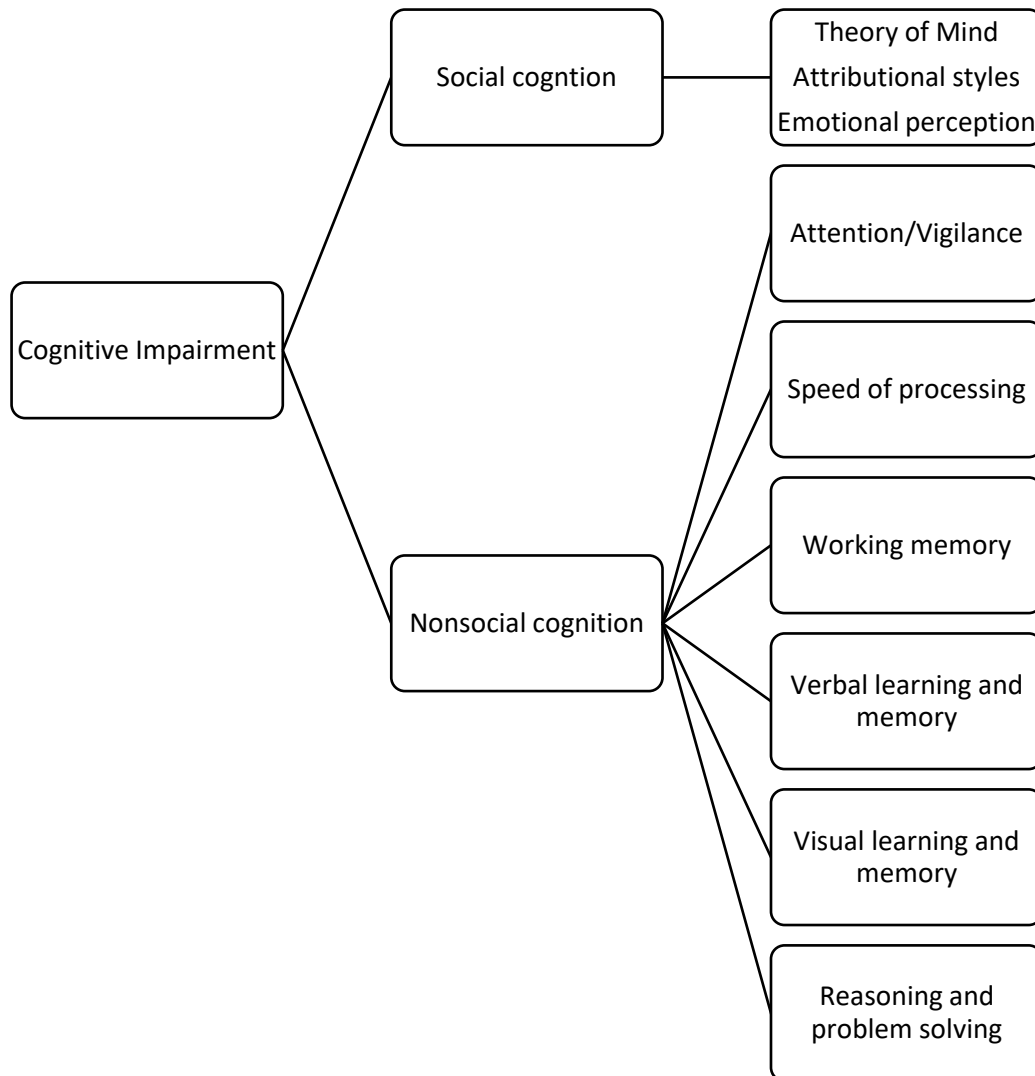 Theory of Mind
Social cogntion
Attributional styles
Emotional perception
Attention/Vigilance
Cognitive Impairment
Speed of processing
Working memory
Nonsocial cognition
Verbal learning and
memory
Visual learning and
memory
Reasoning and
problem solving